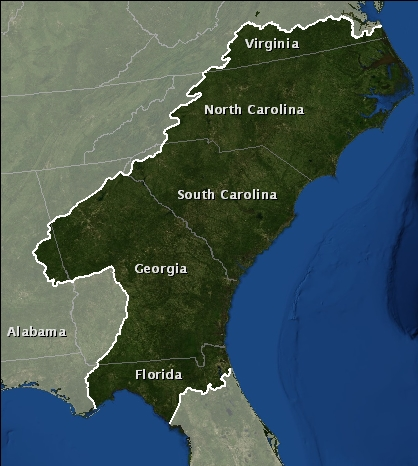 Virginia
North Carolina
South Carolina
Georgia
Alabama
Florida